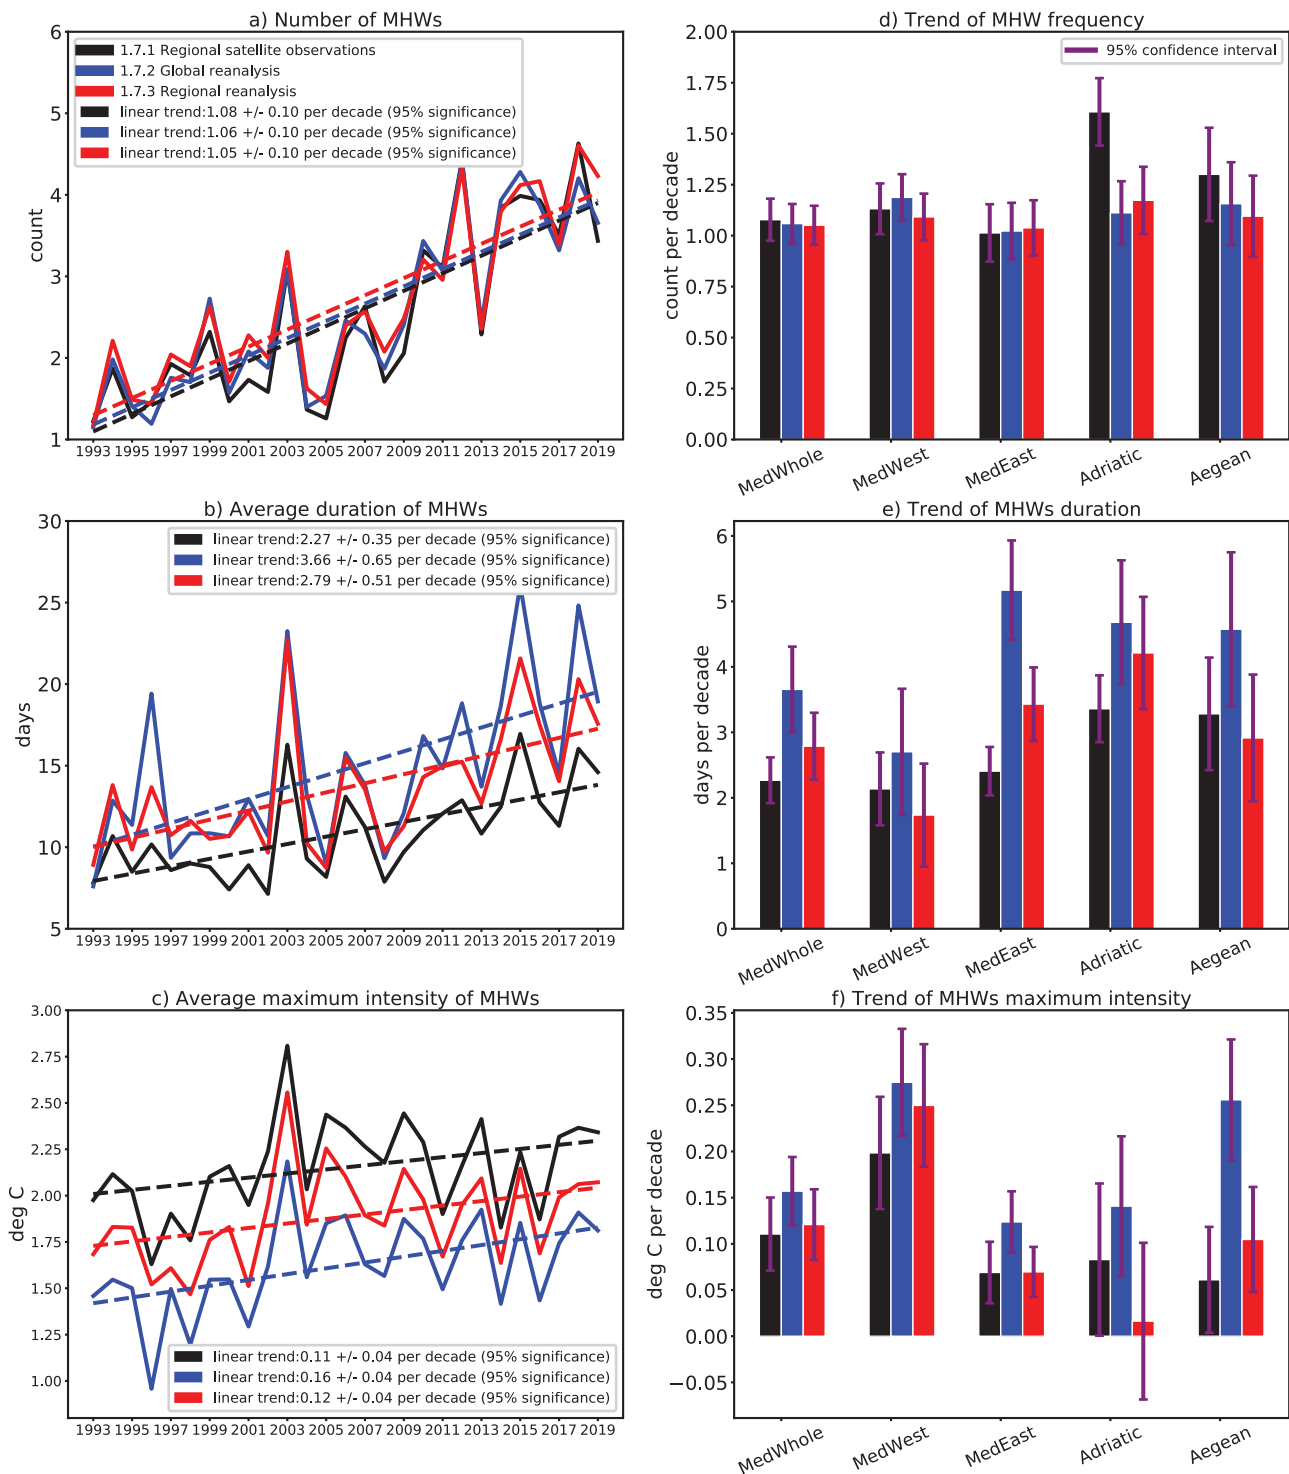 a) Number of MHWs
6
5
4
3
2
1
count
1.7.1 Regional satellite observations
1.7.2 Global reanalysis
1.7.3 Regional reanalysis
linear trend:1.08 +/- 0.10 per decade (95% significance)
linear trend:1.06 +/- 0.10 per decade (95% significance)
linear trend:1.05 +/- 0.10 per decade (95% significance)
1993 1995 1997 1999 2001 2003 2005 2007 2009 2011 2013 2015 2017 2019
d) Trend of MHW frequency
2.00
1.75
1.50
1.25
1.00
0.75
0.50
0.25
0.00
count per decade
95% confidence interval
MedWhole MedWest MedEast Adriatic Aegean
b) Average duration of MHWs
30
25
20
15
10
5
days
linear trend:2.27 +/- 0.35 per decade (95% significance)
linear trend:3.66 +/- 0.65 per decade (95% significance)
linear trend:2.79 +/- 0.51 per decade (95% significance)
1993 1995 1997 1999 2001 2003 2005 2007 2009 2011 2013 2015 2017 2019
e) Trend of MHWs duration
6
5
4
3
2
1
0
days per decade
MedWhole MedWest MedEast Adriatic Aegean
c) Average maximum intensity of MHWs
3.00
2.75
2.50
2.25
2.00
1.75
1.50
1.25
1.00
deg C
linear trend:0.11 +/- 0.04 per decade (95% significance)
linear trend:0.16 +/- 0.04 per decade (95% significance)
linear trend:0.12 +/- 0.04 per decade (95% significance)
1993 1995 1997 1999 2001 2003 2005 2007 2009 2011 2013 2015 2017 2019
f) Trend of MHWs maximum intensity
0.35
0.30
0.25
0.20
0.15
0.10
0.05
0.00
−0.05
deg C per decade
MedWhole MedWest MedEast Adriatic Aegean